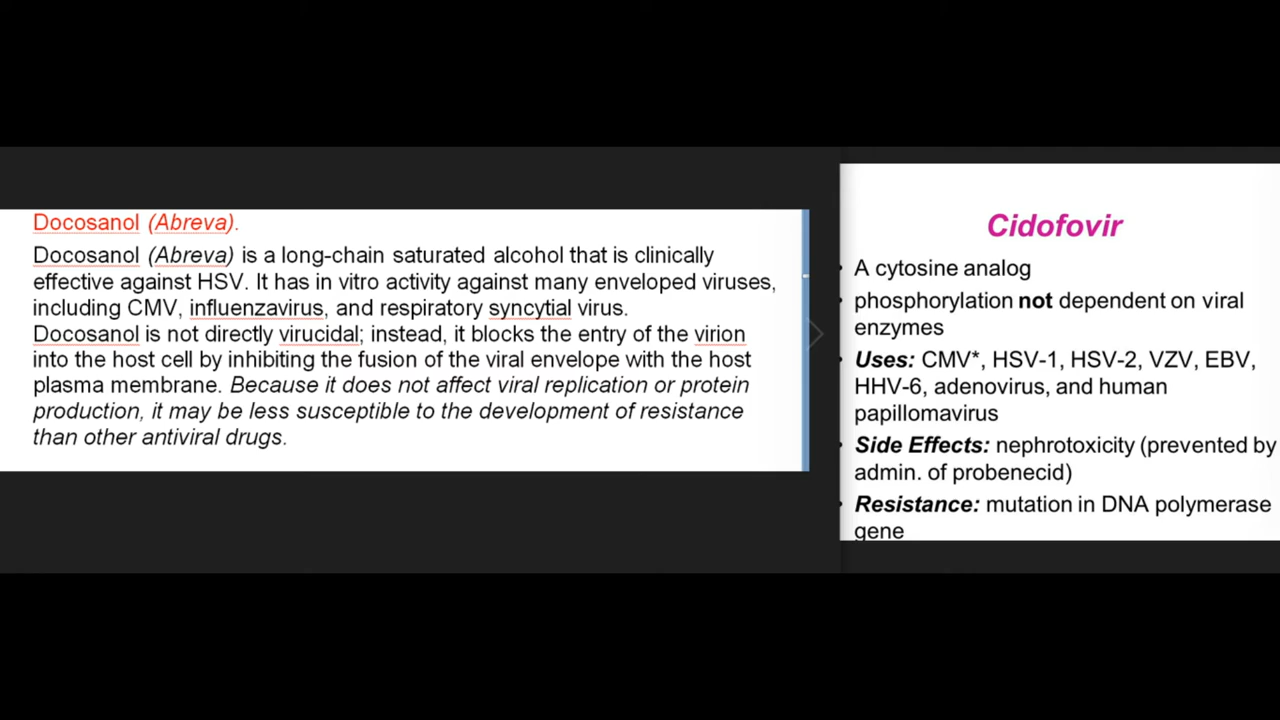 Docosanol (Abreva).
Docosanol (Abreva) is a long-chain saturated alcohol that is clinically
effective against HSV. It has in vitro activity against many enveloped viruses,
including CMV, influenzavirus, and respiratory syncytial virus.
Docosanol is not directly virucidal; instead, it blocks the entry of the virion
into the host cell by inhibiting the fusion of the viral envelope with the host
plasma membrane. Because it does not affect viral replication or protein
production, it may be less susceptible to the development of resistance
than other antiviral drugs.
Cidofovir
• A cytosine analog
• phosphorylation not dependent on viral
enzymes
• Uses: CMV*, HSV-1, HSV-2, VZV, EBV,
HHV-6, adenovirus, and human
papillomavirus
• Side Effects: nephrotoxicity (prevented by
admin. of probenecid)
• Resistance: mutation in DNA polymerase
gene